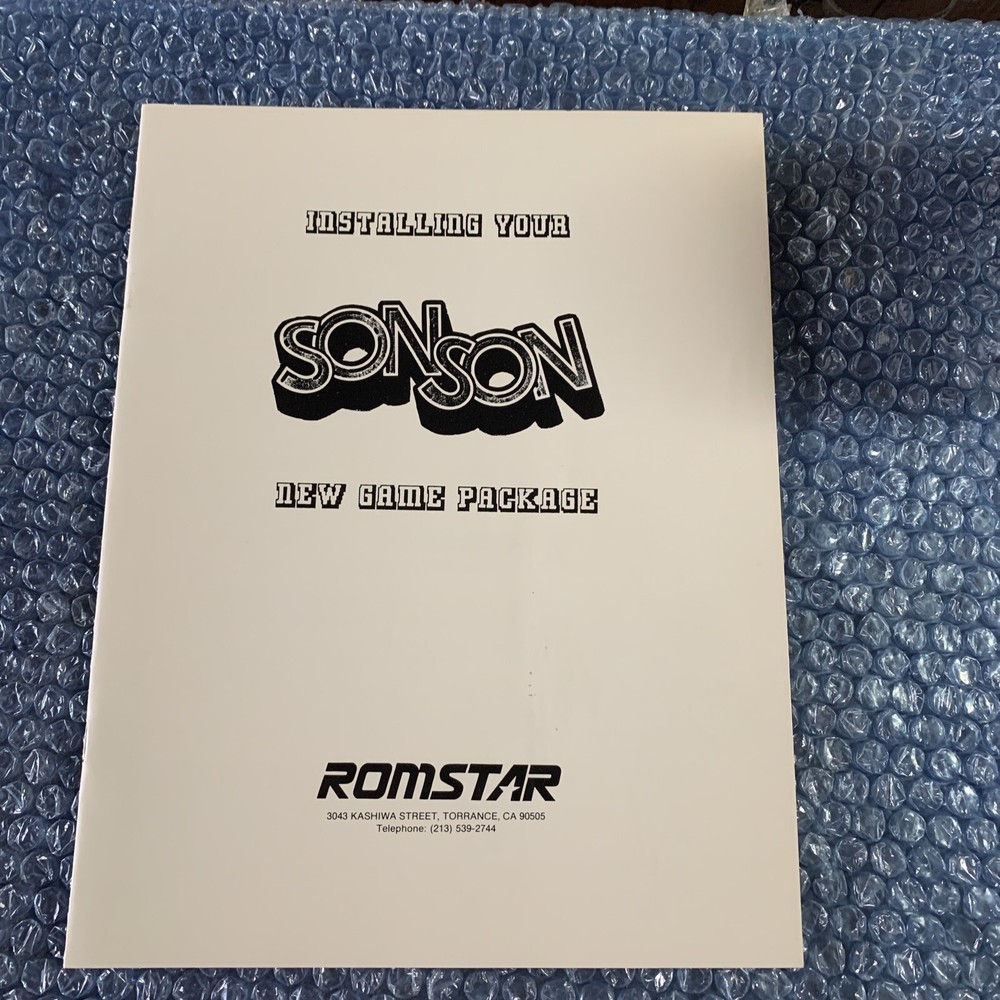 INSTALLING YOUR
SONSON
NEW GAME PACKAGE
ROMSTAR
3043 KASHIWA STREET, TORRANCE, CA 90505
Telephone: (213) 539-2744